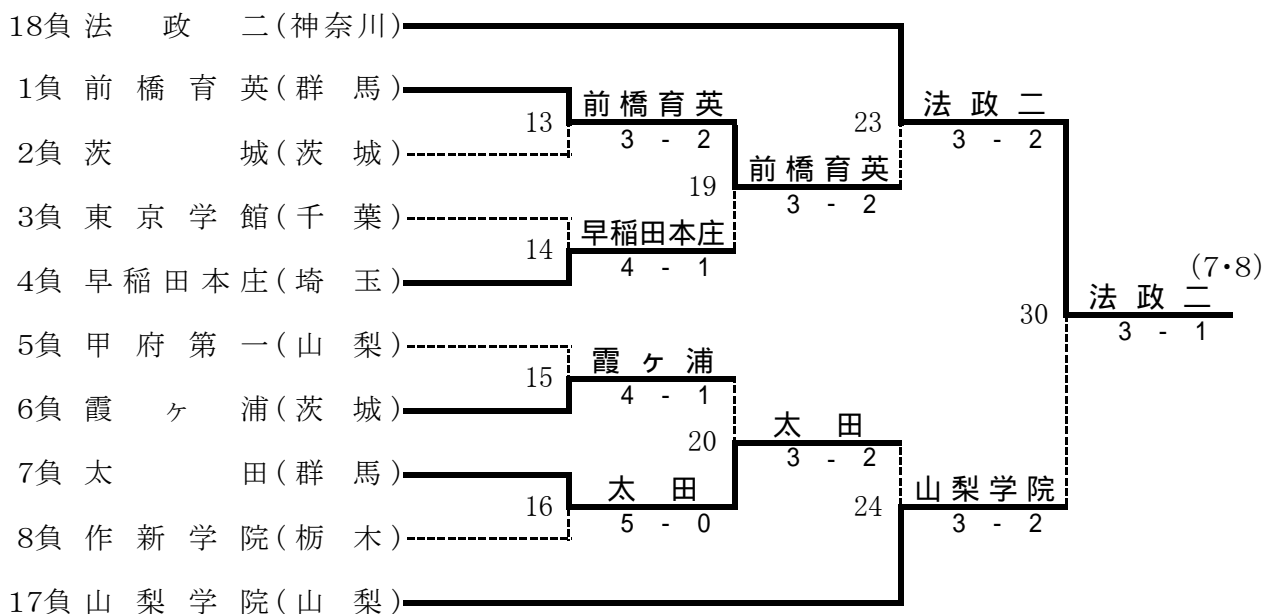 18負 法政二(神奈川)
1負 前橋育英(群馬)
前橋育英
法政二
13
23
3 - 2
3 - 2
2負 茨城(茨城)
前橋育英
19
3 - 2
3負 東京学館(千葉)
早稲田本庄
14
4 - 1
4負 早稲田本庄(埼玉)
(7・8)
法政二
30
3 - 1
5負 甲府第一(山梨)
霞ヶ浦
15
4 - 1
6負 霞ヶ浦(茨城)
太田
20
3 - 2
7負 太田(群馬)
太田
山梨学院
16
24
5 - 0
3 - 2
8負 作新学院(栃木)
17負 山梨学院(山梨)